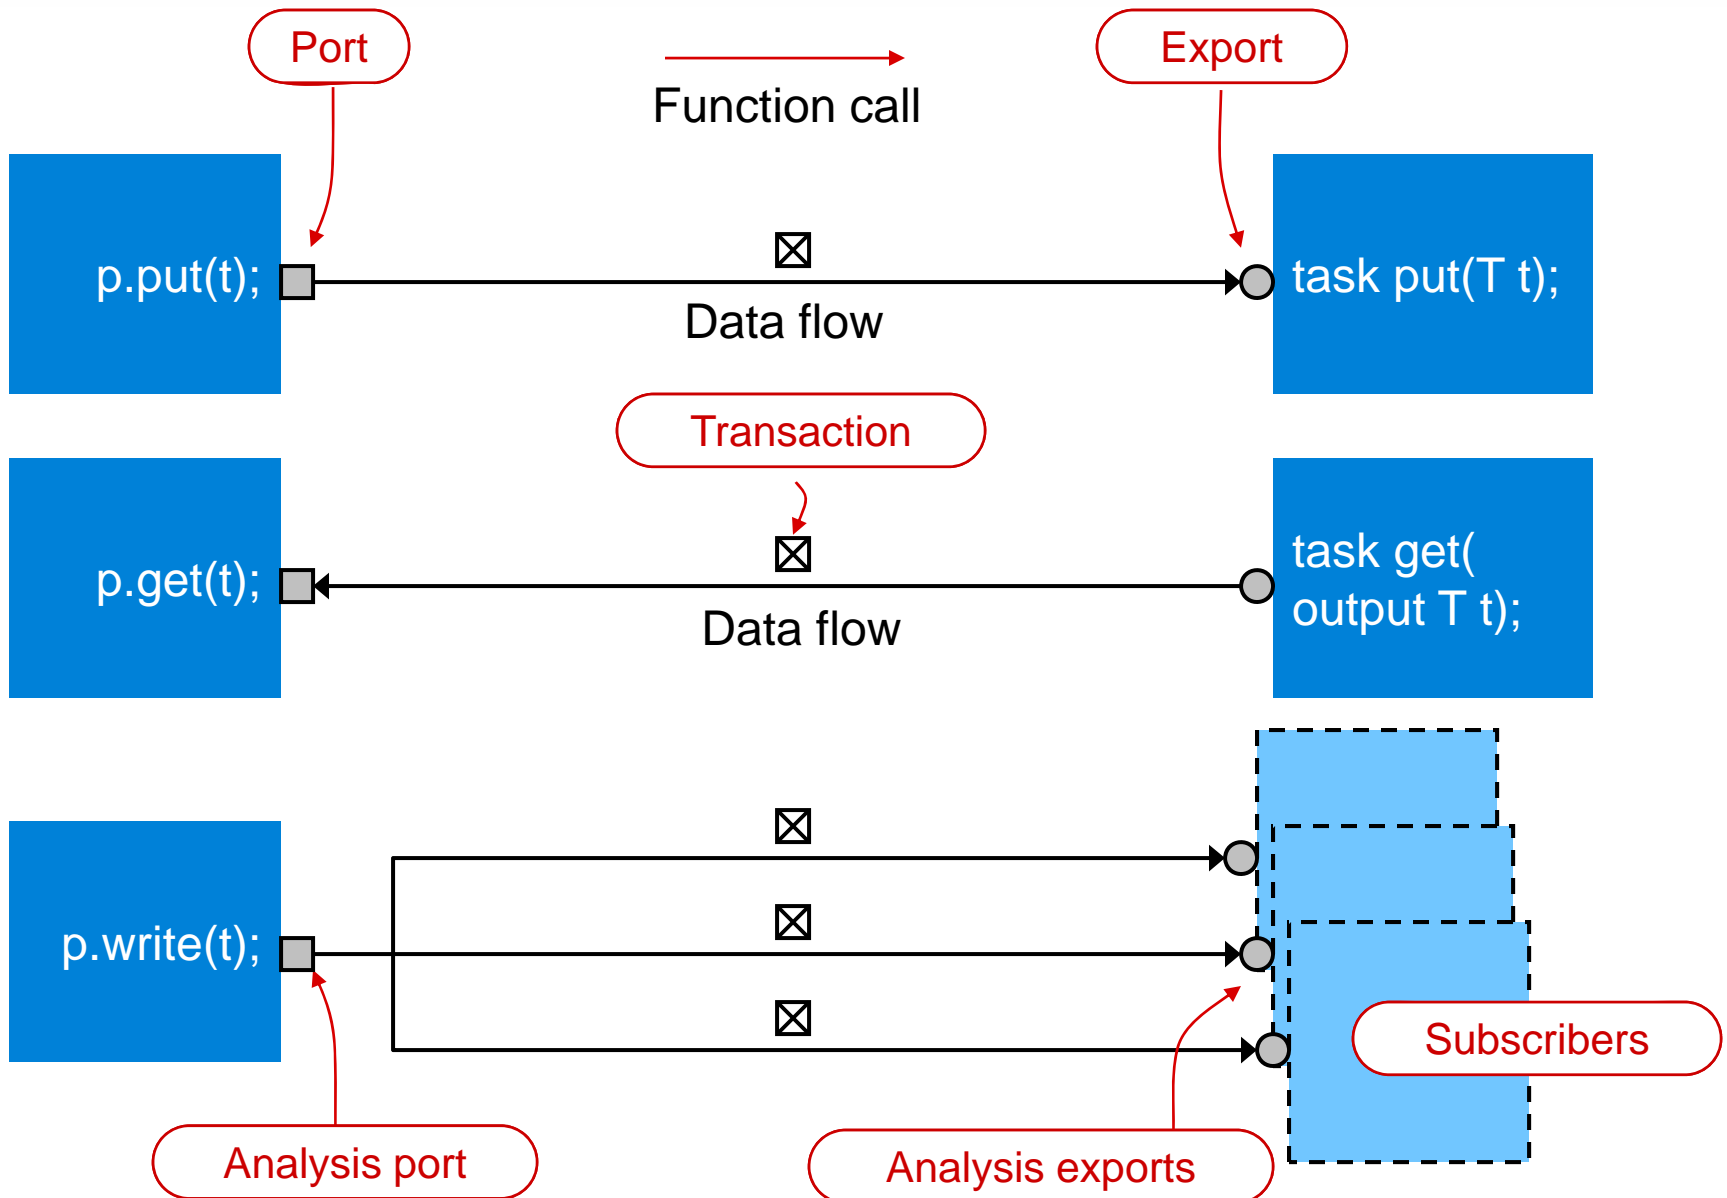 Port
Export
Function call
p.put(t);
task put(T t);
Data flow
Transaction
p.get(t);
task get(
output T t);
Data flow
p.write(t);
Subscribers
Analysis port
Analysis exports